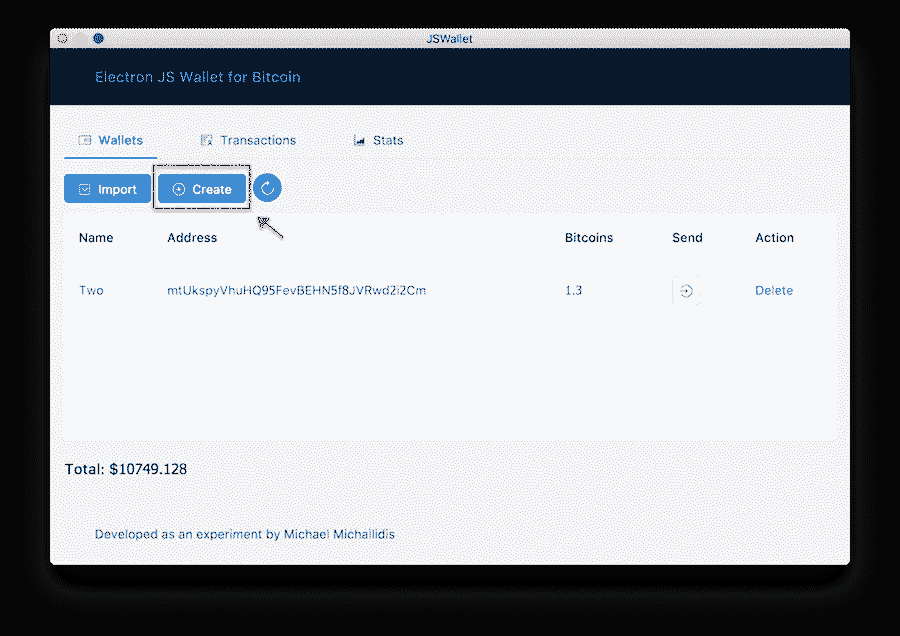 JSWallet
Electron JS Wallet for Bitcoin
Wallets Transactions Stats
Import Create
Name Address Bitcoins Send Action
Two mtUkspyVhuHQ95FevBEHN5f8JVRwd2i2Cm 1.3 Delete
Total: $10749.128
Developed as an experiment by Michael Michailidis